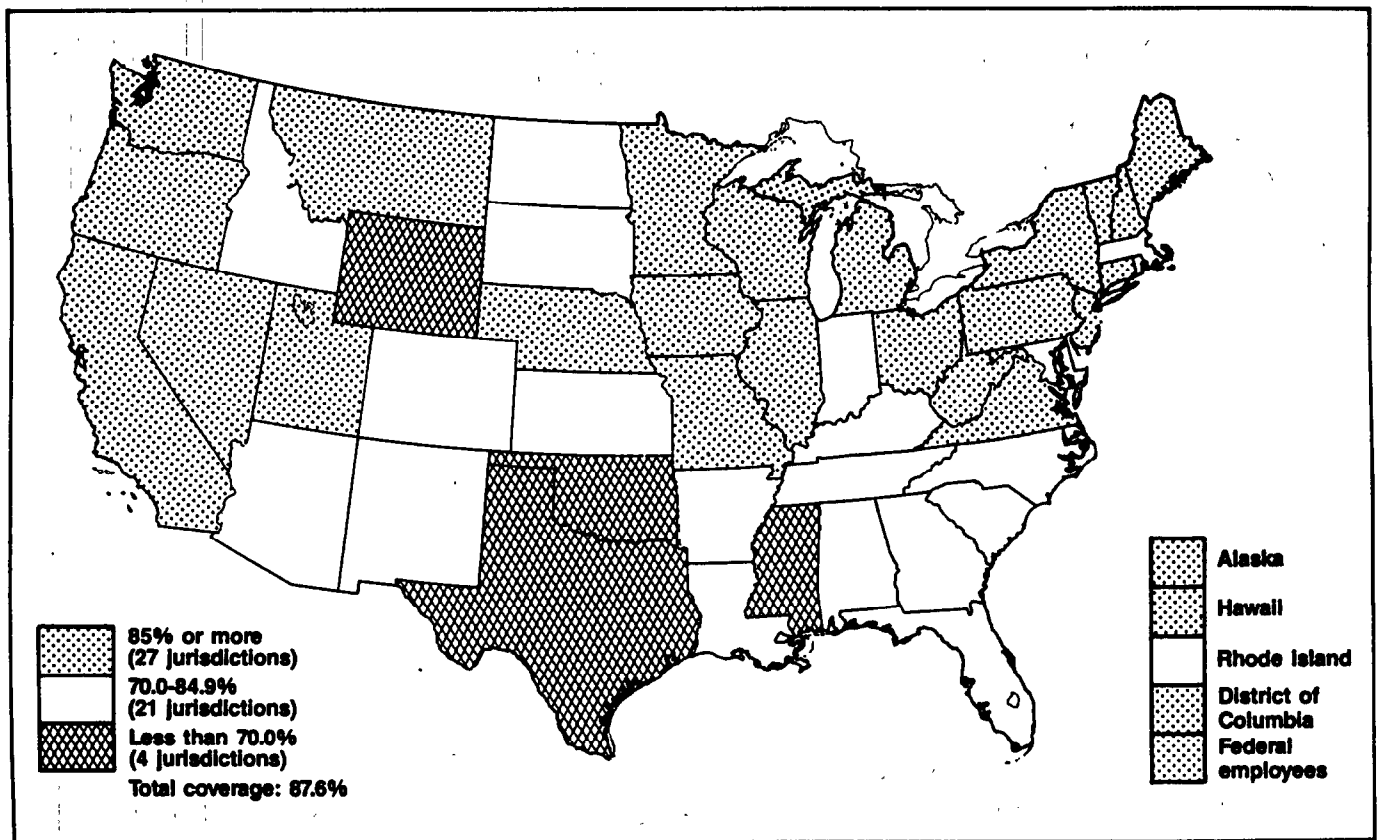 85% or more
(27 jurisdictions)
70.0-84.9%
(21 jurisdictions)
Less than 70.0%
(4 jurisdictions)
Total coverage: 87.6%
Alaska
Hawaii
Rhode Island
District of
Columbia
Federal
employees